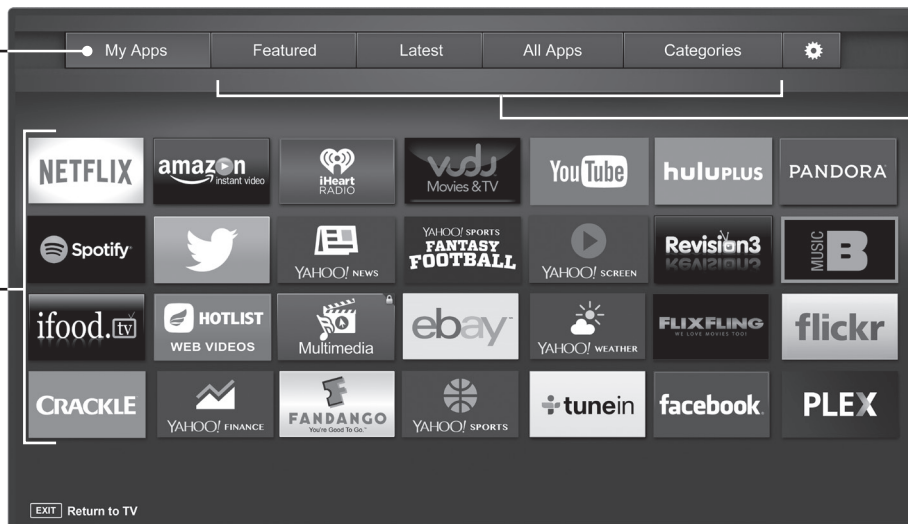 My Apps Featured Latest All Apps Categories
NETFLIX
amazon
instant video
iHeart
RADIO
vudu
Movies & TV
YouTube
huluPLUS
PANDORA
Spotify
YAHOO! NEWS
YAHOO! SPORTS
FANTASY
FOOTBALL
YAHOO! SCREEN
Revision3
MUSIC B
ifood.tv
HOTLIST
WEB VIDEOS
Multimedia
ebay
YAHOO! WEATHER
FLIXFLING
WE LOVE MOVIES TOO!
flickr
CRACKLE
YAHOO! FINANCE
F
FANDANGO
You're Good To Go.
YAHOO! SPORTS
tunein
facebook
PLEX
EXIT Return to TV